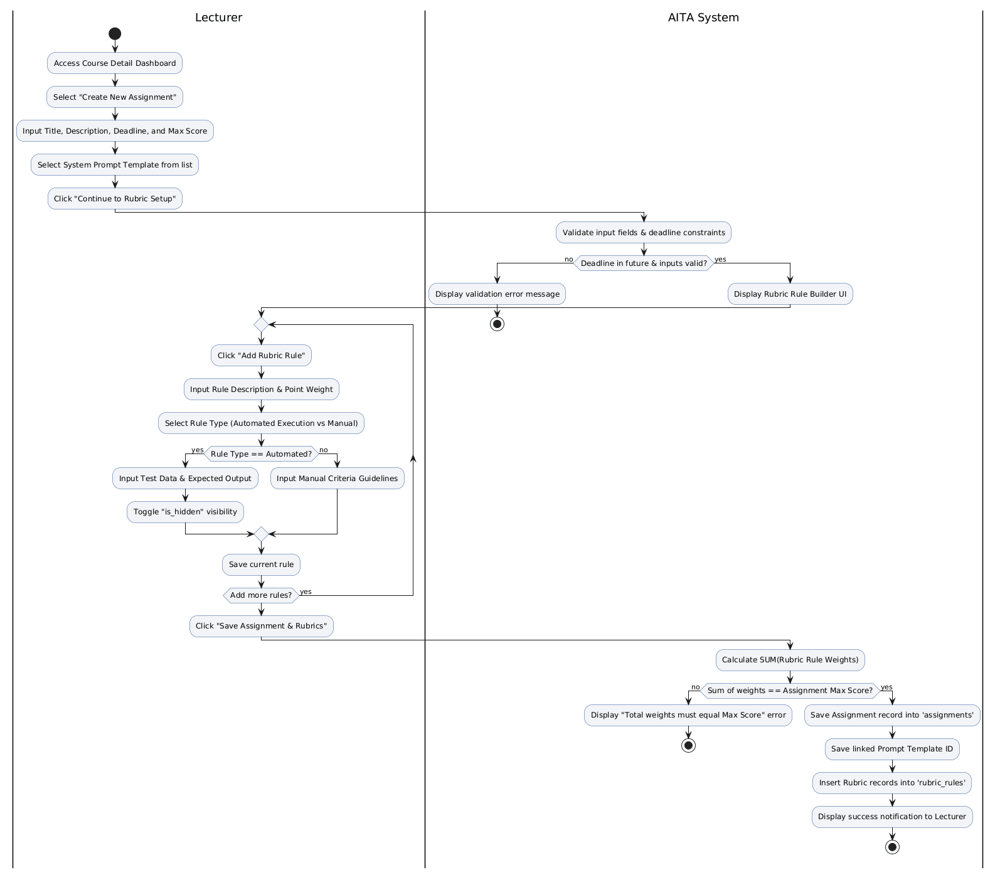 Lecturer
AITA System
Access Course Detail Dashboard
Select "Create New Assignment"
Input Title, Description, Deadline, and Max Score
Select System Prompt Template from list
Click "Continue to Rubric Setup"
Validate input fields & deadline constraints
no
Deadline in future & inputs valid?
yes
Display validation error message
Display Rubric Rule Builder UI
Click "Add Rubric Rule"
Input Rule Description & Point Weight
Select Rule Type (Automated Execution vs Manual)
yes
Rule Type == Automated?
no
Input Test Data & Expected Output
Input Manual Criteria Guidelines
Toggle "is_hidden" visibility
Save current rule
Add more rules?
yes
Click "Save Assignment & Rubrics"
Calculate SUM(Rubric Rule Weights)
no
Sum of weights == Assignment Max Score?
yes
Display "Total weights must equal Max Score" error
Save Assignment record into 'assignments'
Save linked Prompt Template ID
Insert Rubric records into 'rubric_rules'
Display success notification to Lecturer